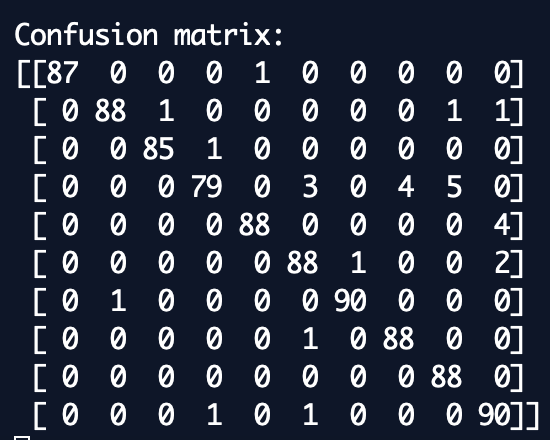 Confusion matrix:
[[87  0  0  0  1  0  0  0  0  0]
 [ 0 88  1  0  0  0  0  0  1  1]
 [ 0  0 85  1  0  0  0  0  0  0]
 [ 0  0  0 79  0  3  0  4  5  0]
 [ 0  0  0  0 88  0  0  0  0  4]
 [ 0  0  0  0  0 88  1  0  0  2]
 [ 0  1  0  0  0  0 90  0  0  0]
 [ 0  0  0  0  0  1  0 88  0  0]
 [ 0  0  0  0  0  0  0  0 88  0]
 [ 0  0  0  1  0  1  0  0  0 90]]